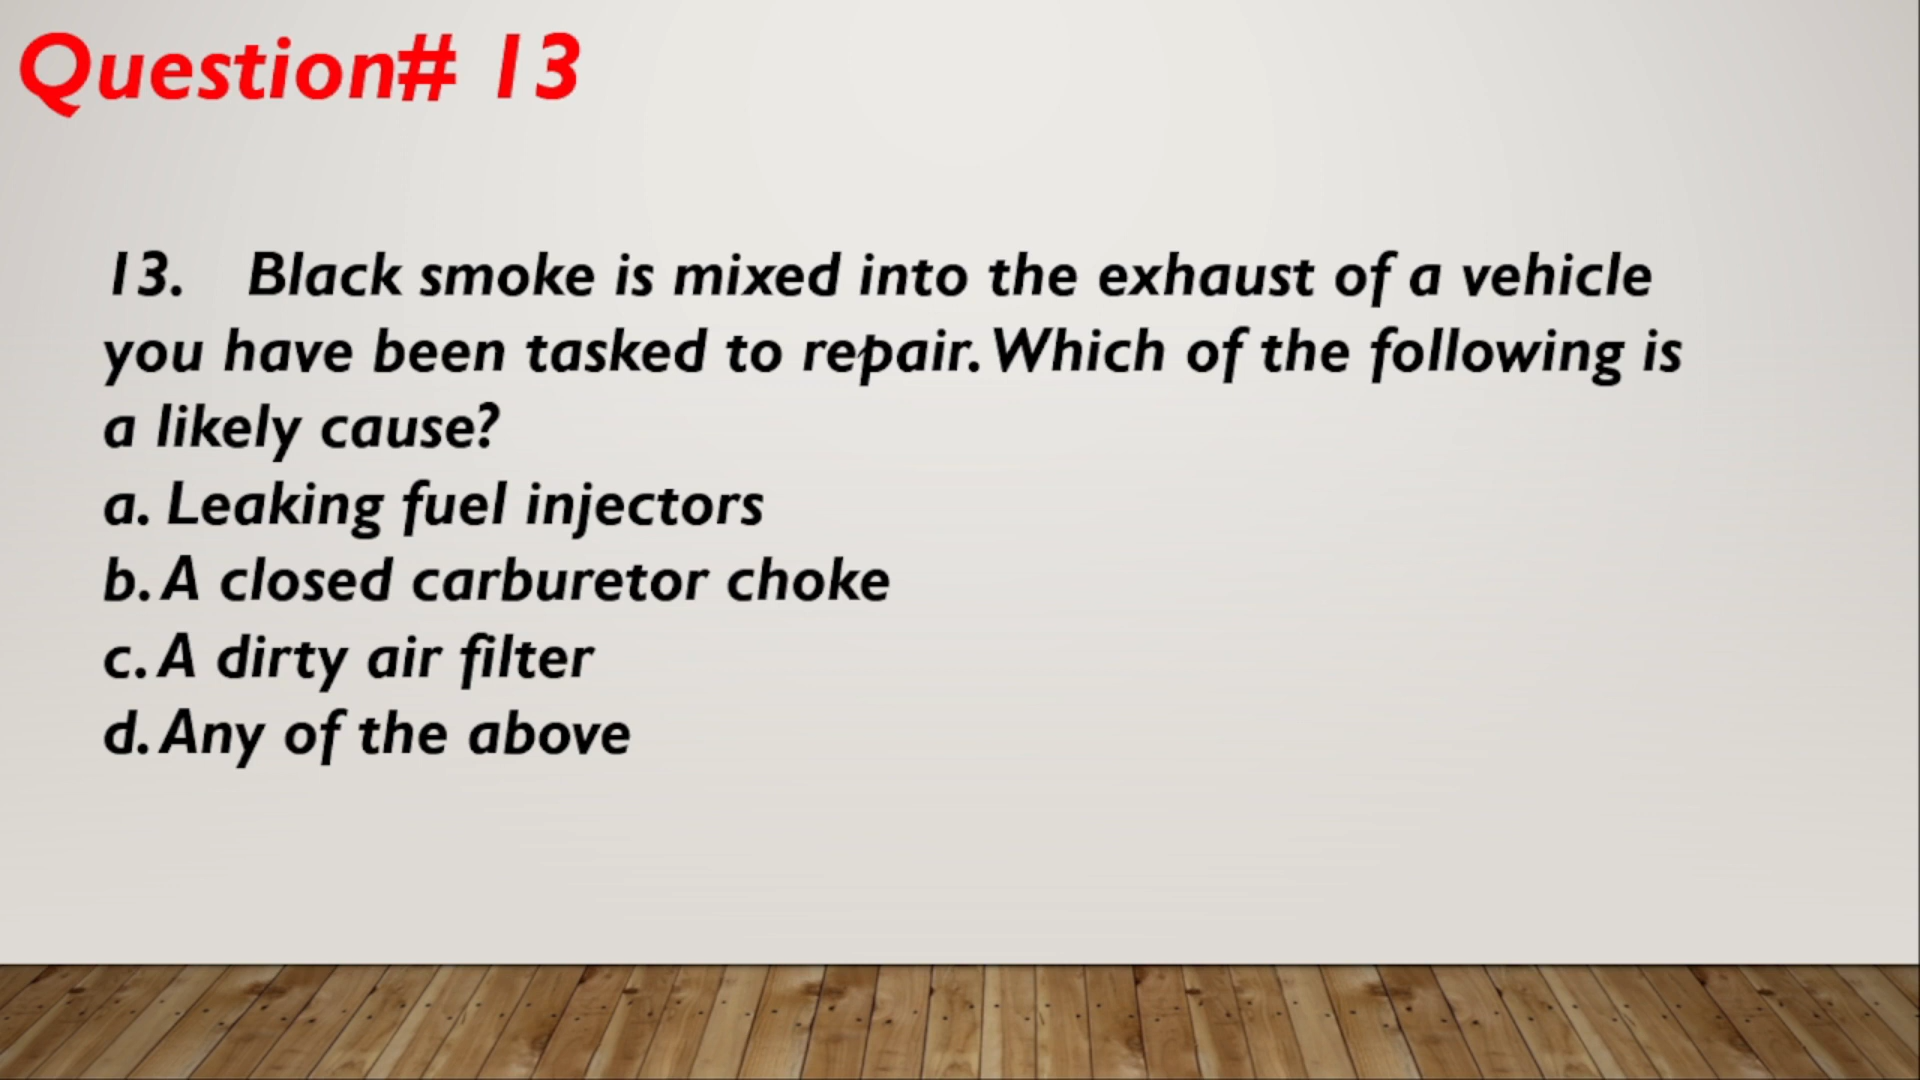 Question# 13
13. Black smoke is mixed into the exhaust of a vehicle
you have been tasked to repair. Which of the following is
a likely cause?
a. Leaking fuel injectors
b. A closed carburetor choke
c. A dirty air filter
d. Any of the above